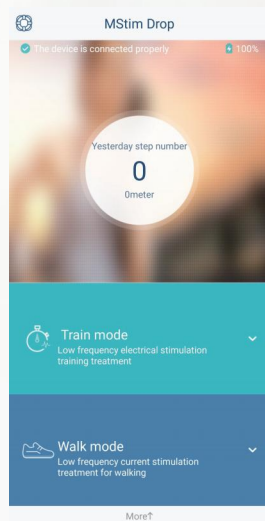 MStim Drop
The device is connected properly
100%
Yesterday step number
0
0meter
Train mode
Low frequency electrical stimulation
training treatment
Walk mode
Low frequency current stimulation
treatment for walking
More↑